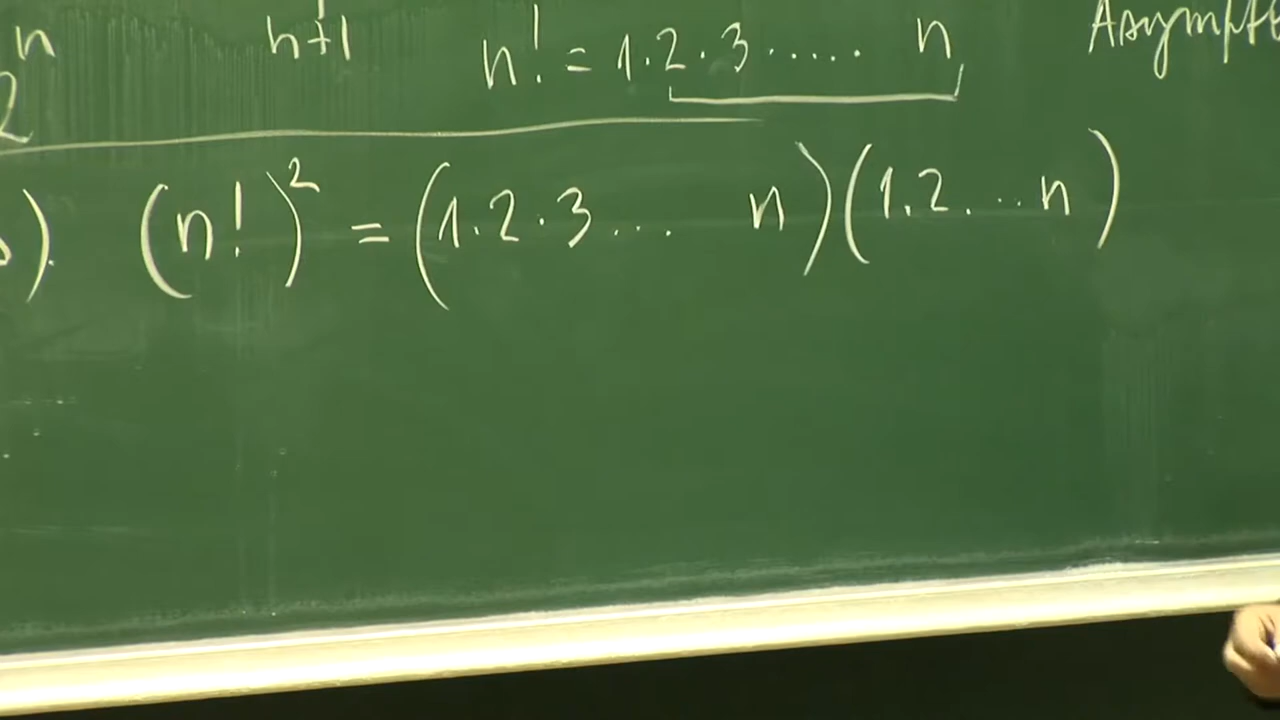 n n+1 n! = 1.2.3..... n
2
). (n!)² = (1.2.3... n)(1.2...n)